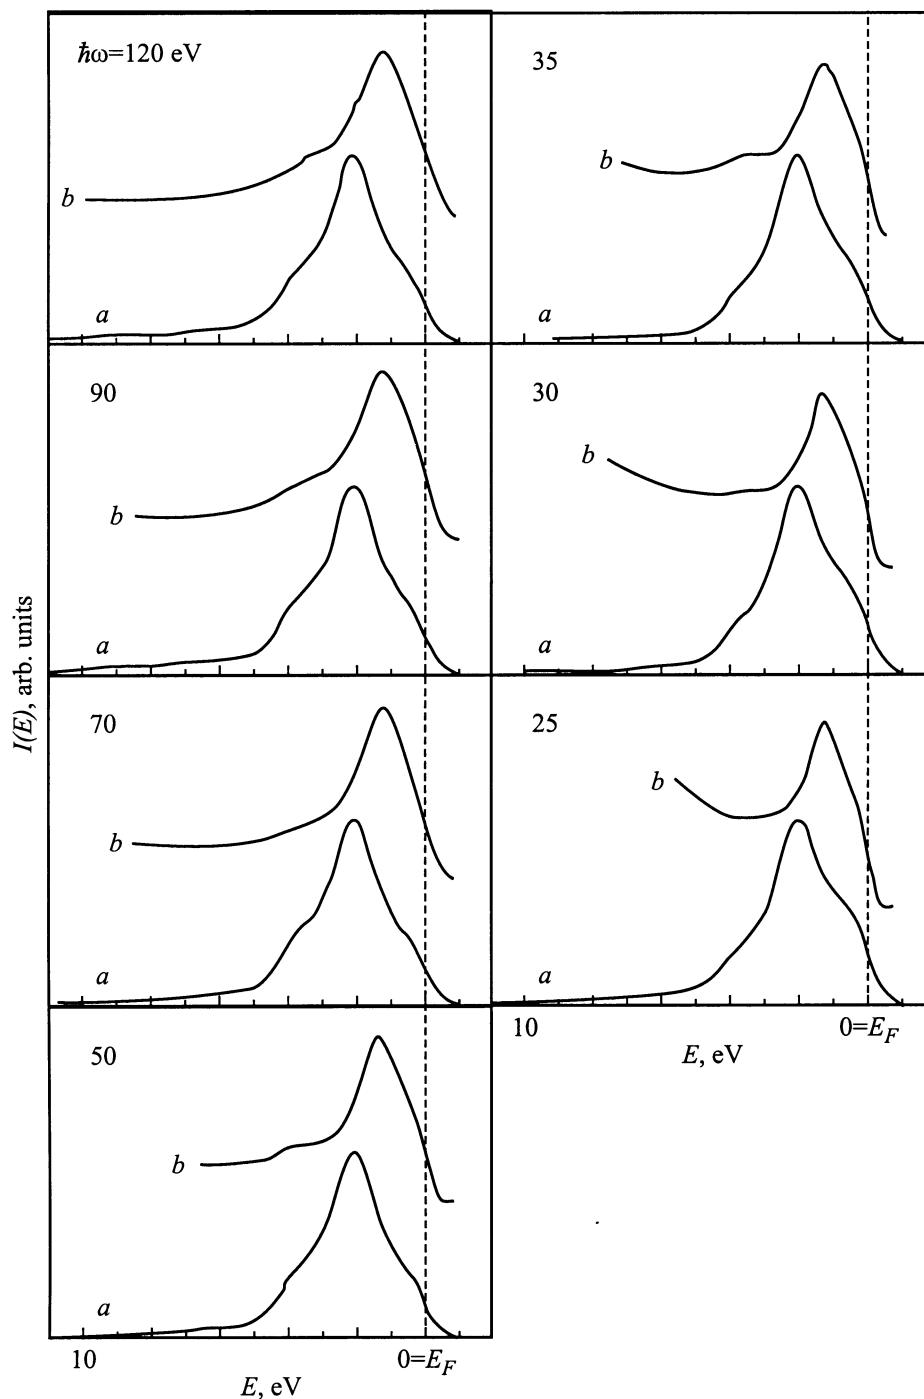 ℏω=120 eV
b
a
90
b
a
70
b
a
50
b
a
10
0=E_F
E, eV
I(E), arb. units
35
b
a
30
b
a
25
b
a
10
0=E_F
E, eV